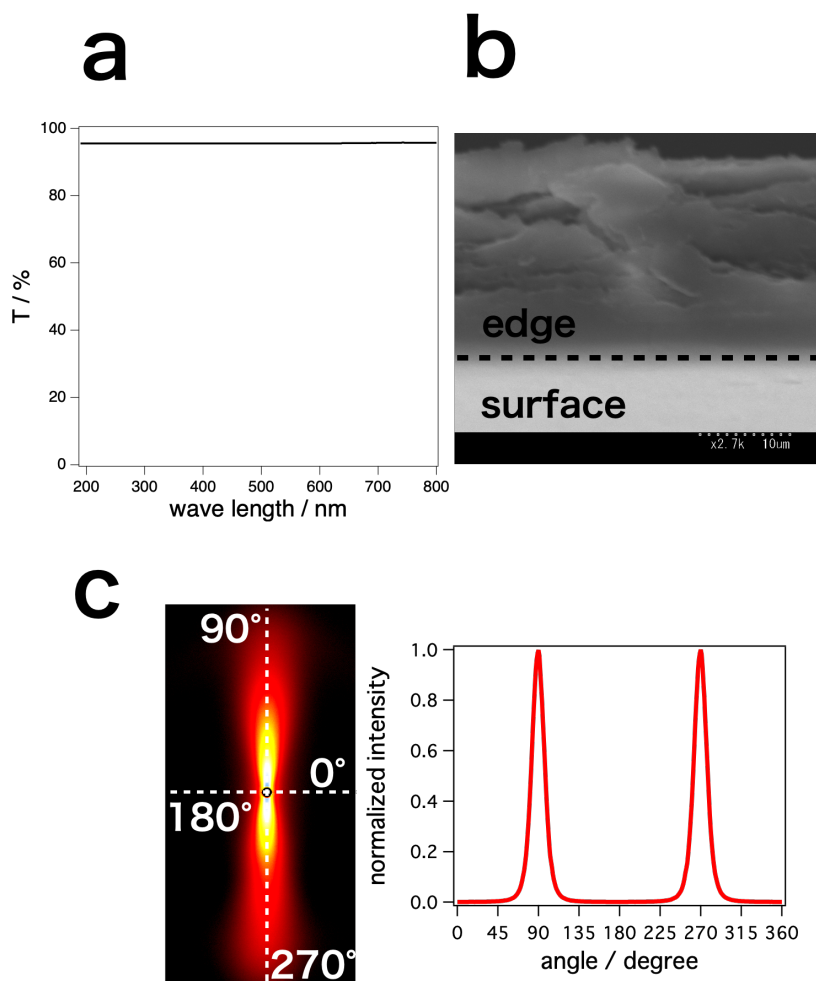 a
b
100
80
60
40
20
0
T / %
200 300 400 500 600 700 800
wave length / nm
edge
surface
x2.7k 10um
c
90°
0°
180°
270°
1.0
0.8
0.6
0.4
0.2
0.0
normalized intensity
0 45 90 135 180 225 270 315 360
angle / degree